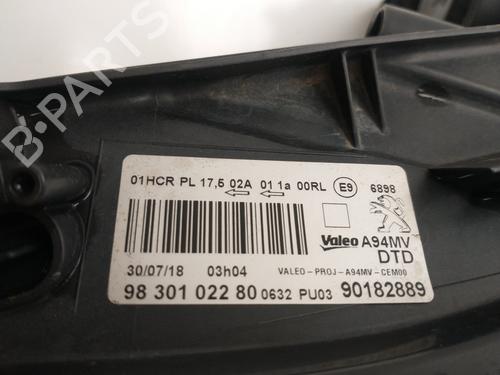 B-PARTS
01HCR PL 17,5 02A 01 1a 00RL E9 6898
Valeo A94MV
DTD
30/07/18 03h04 VALEO-PROJ-A94MV-CEM00
98 301 022 80 0632 PU03 90182889